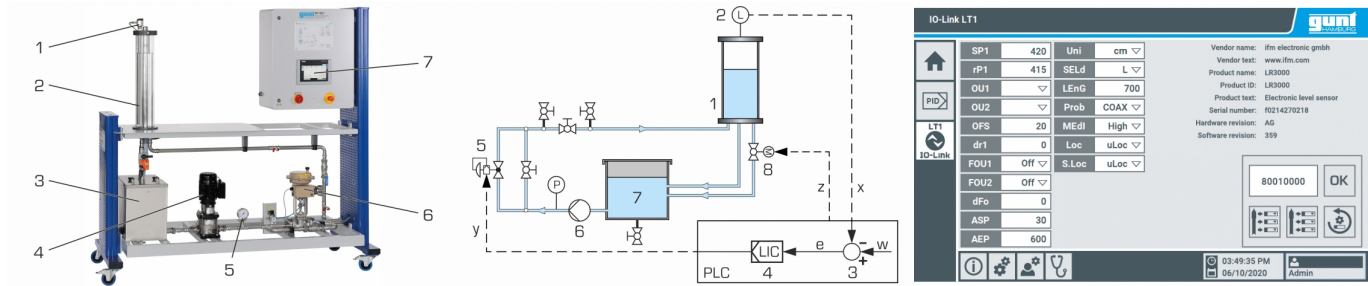 1
2
3
4
5
6
7
2
L
1
5
P
6
7
M
8
z
x
y
e
w
-
+
LIC
PLC
4
3
IO-Link LT1
gunt
HAMBURG
PID
LT1
IO-Link
SP1 420 Uni cm
rP1 415 SELd L
OU1 LEnG 700
OU2 Prob COAX
OFS 20 MEdI High
dr1 0 Loc uLoc
FOU1 Off S.Loc uLoc
FOU2 Off
dFo 0
ASP 30
AEP 600
Vendor name: ifm electronic gmbh
Vendor text: www.ifm.com
Product name: LR3000
Product ID: LR3000
Product text: Electronic level sensor
Serial number: f0214270218
Hardware revision: AG
Software revision: 359
80010000 OK
03:49:35 PM
06/10/2020 Admin